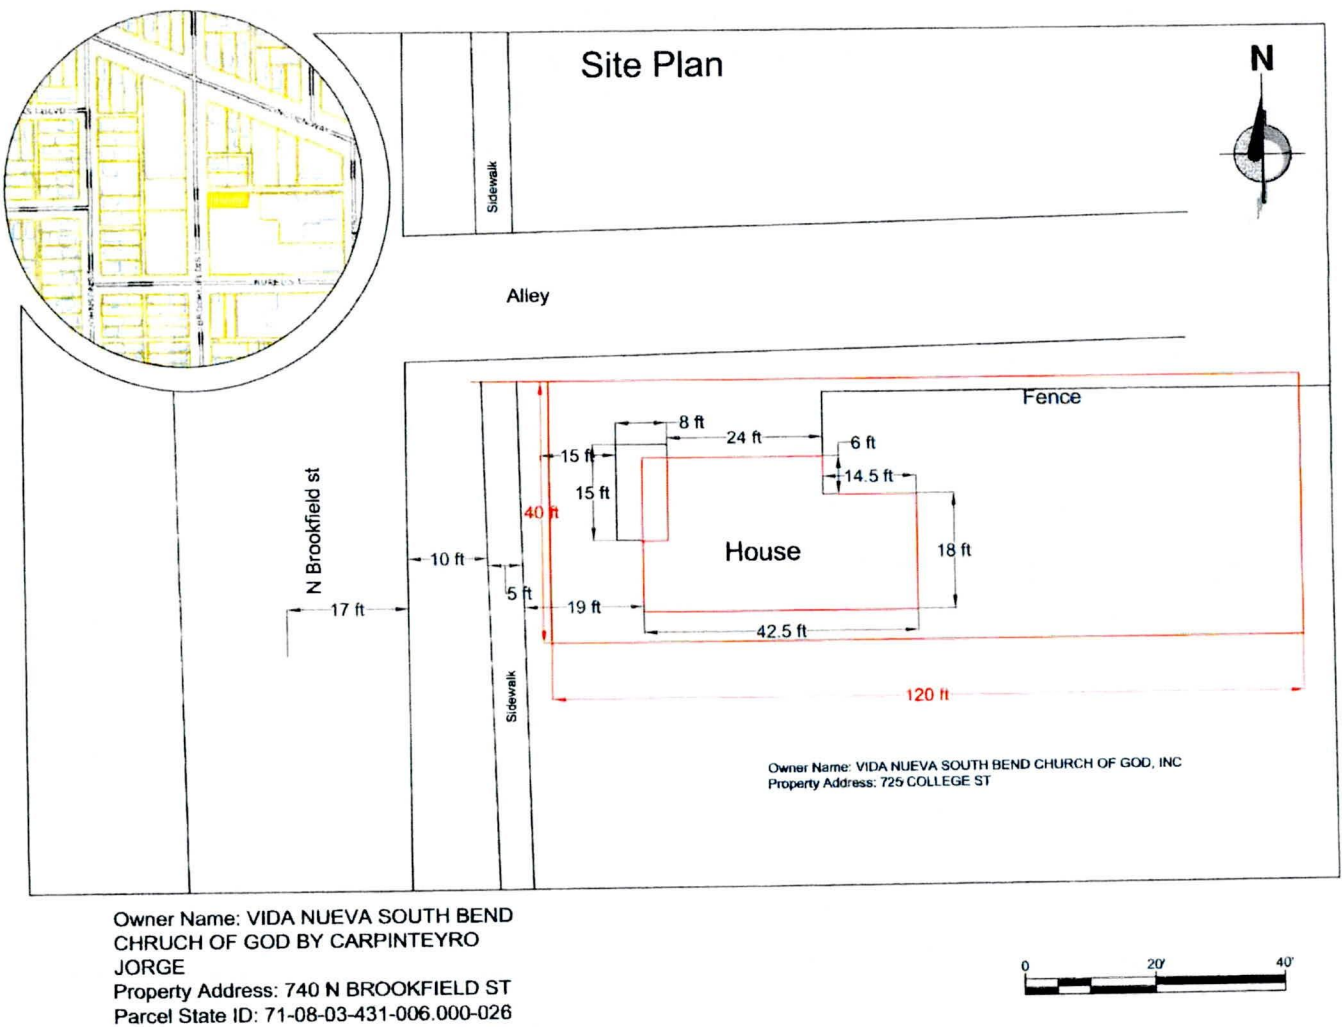 Site Plan
N
Sidewalk
Alley
Fence
8 ft
24 ft
6 ft
15 ft
14.5 ft
15 ft
40 ft
House
18 ft
N Brookfield st
10 ft
5 ft
19 ft
17 ft
42.5 ft
Sidewalk
120 ft
Owner Name: VIDA NUEVA SOUTH BEND CHURCH OF GOD, INC
Property Address: 725 COLLEGE ST
Owner Name: VIDA NUEVA SOUTH BEND
CHRUCH OF GOD BY CARPINTEYRO
JORGE
Property Address: 740 N BROOKFIELD ST
Parcel State ID: 71-08-03-431-006.000-026
0 20' 40'